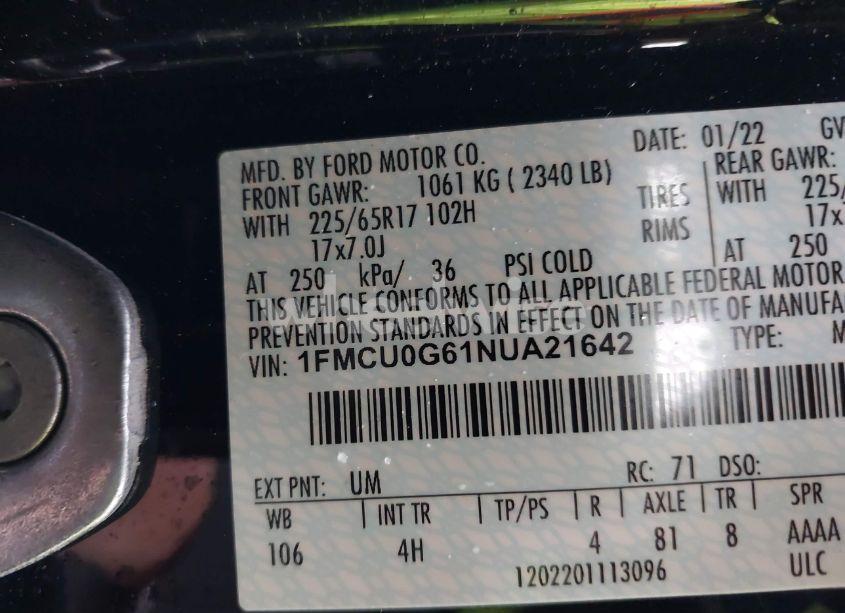 DATE: 01/22 GV
MFD. BY FORD MOTOR CO.
FRONT GAWR: 1061 KG ( 2340 LB) TIRES REAR GAWR:
WITH 225/65R17 102H RIMS WITH 225/
17x7.0J 17x
AT 250 kPa/ 36 PSI COLD AT 250
THIS VEHICLE CONFORMS TO ALL APPLICABLE FEDERAL MOTOR
PREVENTION STANDARDS IN EFFECT ON THE DATE OF MANUFA
VIN: 1FMCU0G61NUA21642 TYPE: M
EXT PNT: UM RC: 71 DSO:
WB INT TR TP/PS R AXLE TR SPR
106 4H 4 81 8 AAAA
1202201113096 ULC